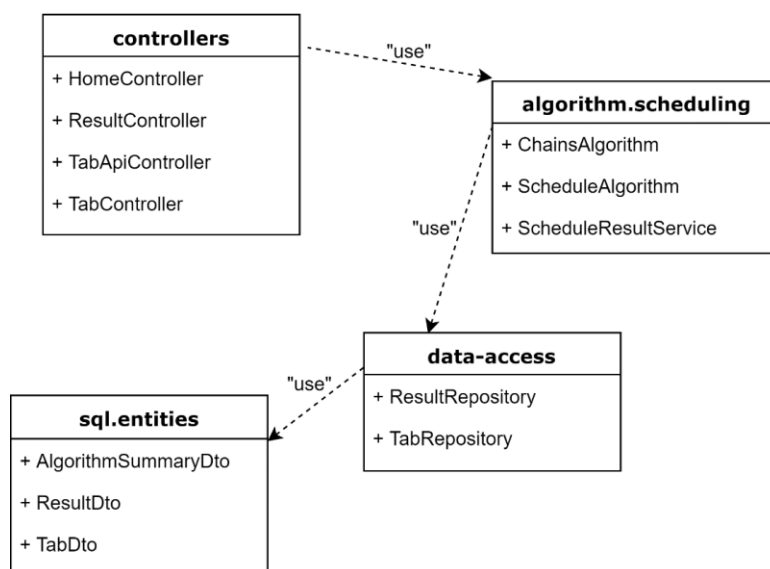 controllers
+ HomeController
+ ResultController
+ TabApiController
+ TabController
"use"
algorithm.scheduling
+ ChainsAlgorithm
+ ScheduleAlgorithm
+ ScheduleResultService
"use"
data-access
+ ResultRepository
+ TabRepository
"use"
sql.entities
+ AlgorithmSummaryDto
+ ResultDto
+ TabDto